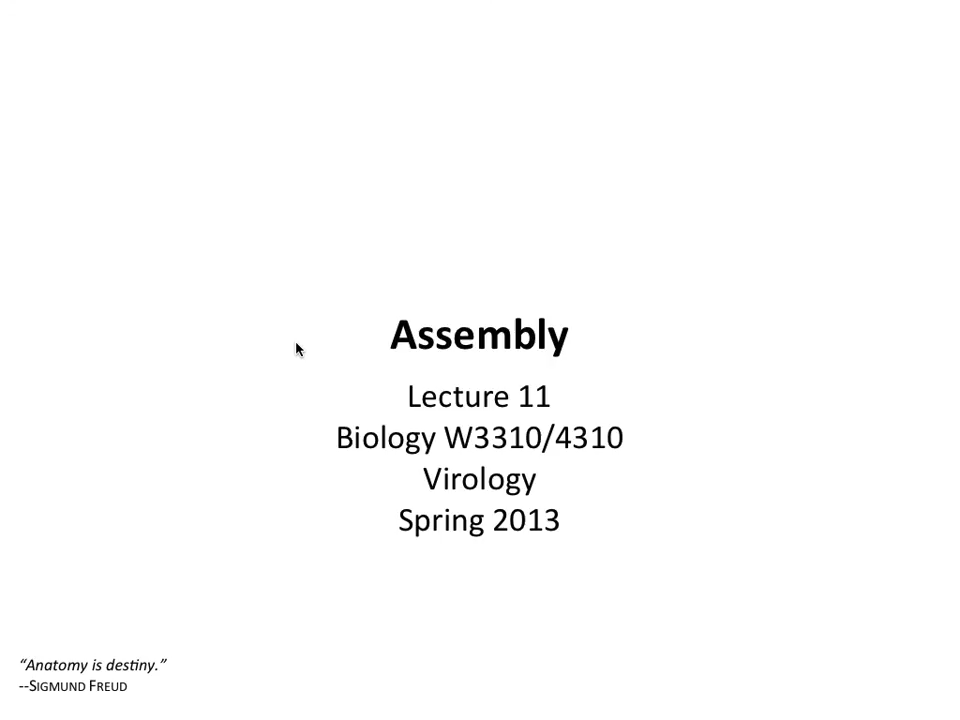 Assembly
Lecture 11
Biology W3310/4310
Virology
Spring 2013
“Anatomy is destiny.”
--SIGMUND FREUD